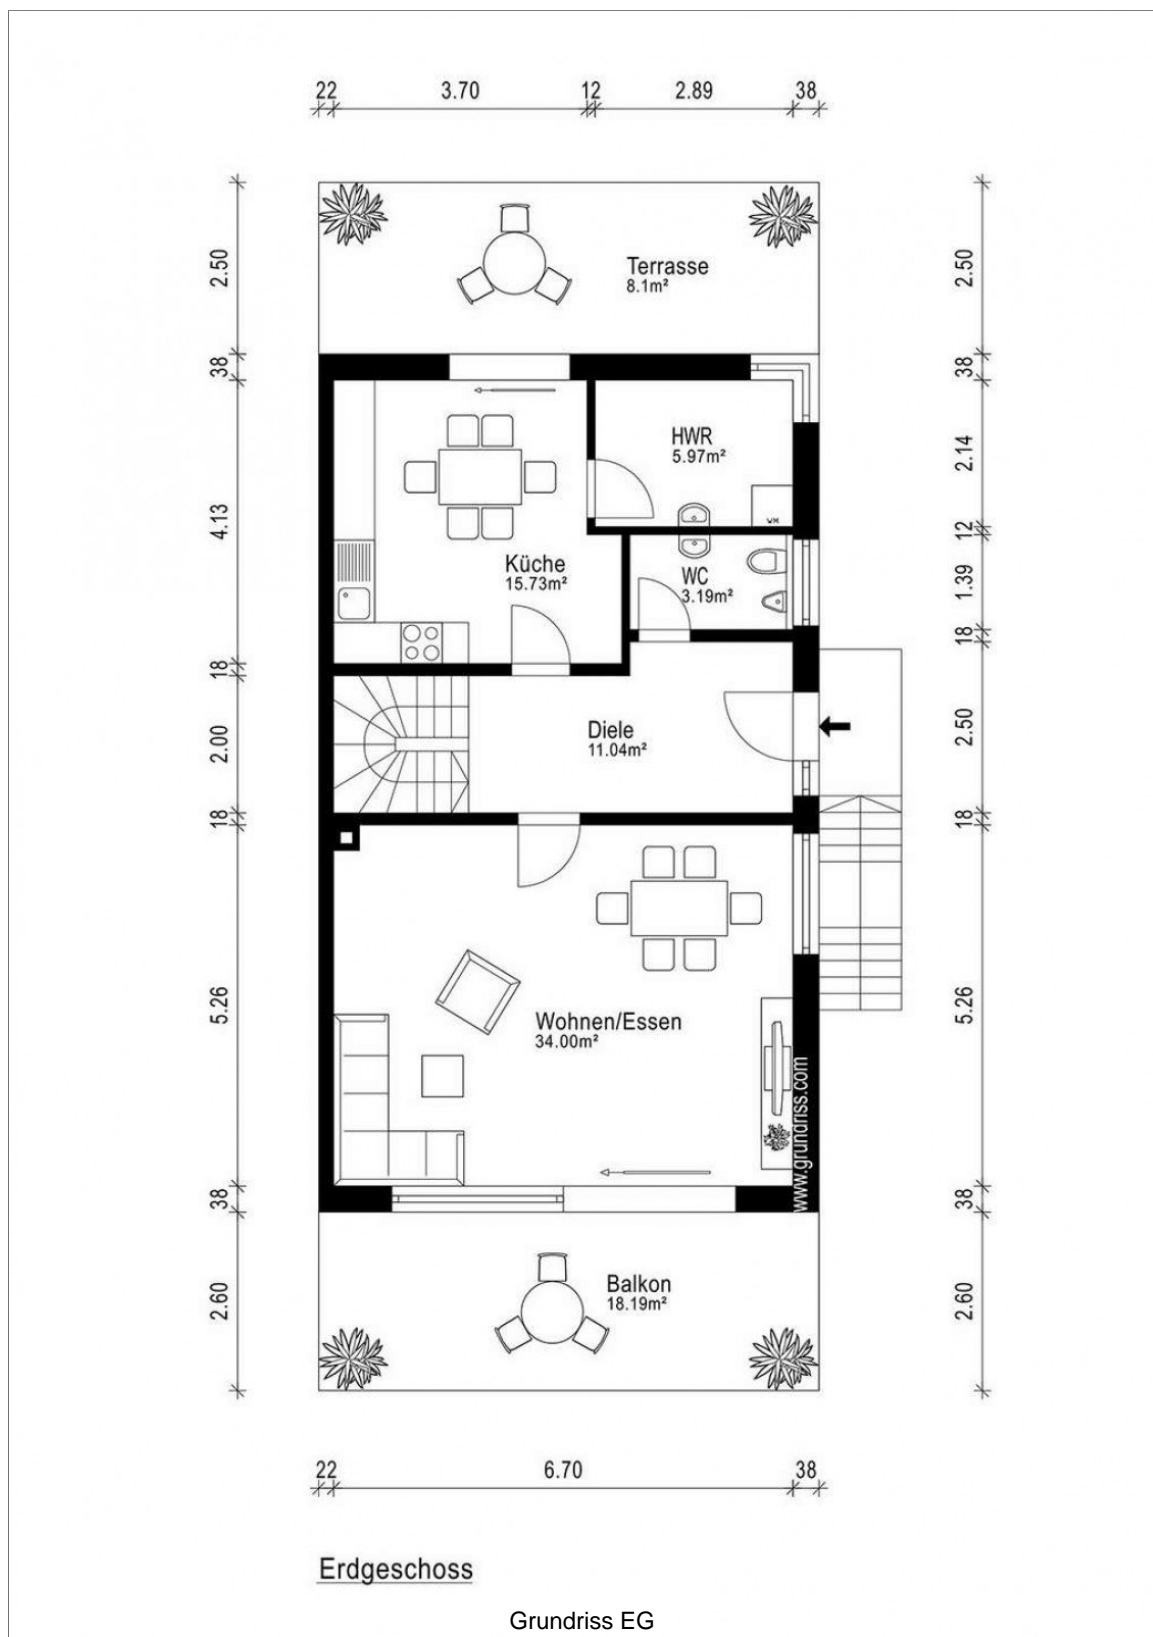 22 3.70 12 2.89 38
2.50
38
4.13
18
2.00
18
5.26
38
2.60
2.50
38
2.14
12
1.39
18
2.50
18
5.26
38
2.60
Terrasse
8.1m²
HWR
5.97m²
WM
Küche
15.73m²
WC
3.19m²
Diele
11.04m²
Wohnen/Essen
34.00m²
www.grundriss.com
Balkon
18.19m²
22 6.70 38
Erdgeschoss
Grundriss EG